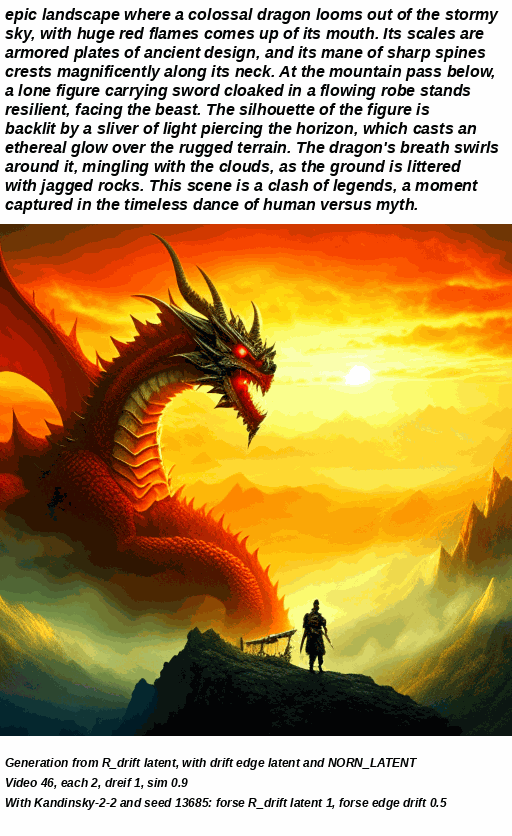 epic landscape where a colossal dragon looms out of the stormy
sky, with huge red flames comes up of its mouth. Its scales are
armored plates of ancient design, and its mane of sharp spines
crests magnificently along its neck. At the mountain pass below,
a lone figure carrying sword cloaked in a flowing robe stands
resilient, facing the beast. The silhouette of the figure is
backlit by a sliver of light piercing the horizon, which casts an
ethereal glow over the rugged terrain. The dragon's breath swirls
around it, mingling with the clouds, as the ground is littered
with jagged rocks. This scene is a clash of legends, a moment
captured in the timeless dance of human versus myth.
Generation from R_drift latent, with drift edge latent and NORN_LATENT
Video 46, each 2, dreif 1, sim 0.9
With Kandinsky-2-2 and seed 13685: forse R_drift latent 1, forse edge drift 0.5